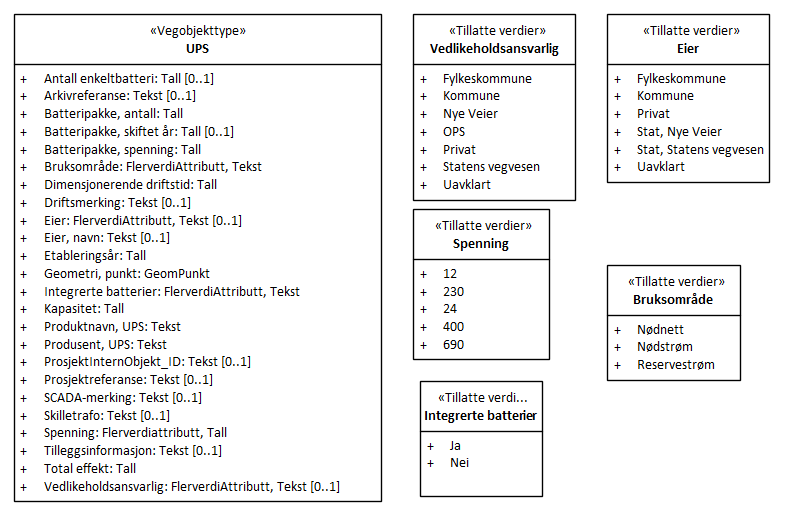 «Vegobjekttype»
UPS
+ Antall enkeltbatteri: Tall [0..1]
+ Arkivreferanse: Tekst [0..1]
+ Batteripakke, antall: Tall
+ Batteripakke, skiftet år: Tall [0..1]
+ Batteripakke, spenning: Tall
+ Bruksområde: FlerverdiAttributt, Tekst
+ Dimensjonerende driftstid: Tall
+ Driftsmerking: Tekst [0..1]
+ Eier: FlerverdiAttributt, Tekst [0..1]
+ Eier, navn: Tekst [0..1]
+ Etableringsår: Tall
+ Geometri, punkt: GeomPunkt
+ Integrerte batterier: FlerverdiAttributt, Tekst
+ Kapasitet: Tall
+ Produktnavn, UPS: Tekst
+ Produsent, UPS: Tekst
+ ProsjektInternObjekt_ID: Tekst [0..1]
+ Prosjektreferanse: Tekst [0..1]
+ SCADA-merking: Tekst [0..1]
+ Skilletrafo: Tekst [0..1]
+ Spenning: Flerverdiattributt, Tall
+ Tilleggsinformasjon: Tekst [0..1]
+ Total effekt: Tall
+ Vedlikeholdsansvarlig: FlerverdiAttributt, Tekst [0..1]
«Tillatte verdier»
Vedlikeholdsansvarlig
+ Fylkeskommune
+ Kommune
+ Nye Veier
+ OPS
+ Privat
+ Statens vegvesen
+ Uavklart
«Tillatte verdier»
Eier
+ Fylkeskommune
+ Kommune
+ Privat
+ Stat, Nye Veier
+ Stat, Statens vegvesen
+ Uavklart
«Tillatte verdier»
Spenning
+ 12
+ 230
+ 24
+ 400
+ 690
«Tillatte verdier»
Bruksområde
+ Nødnett
+ Nødstrøm
+ Reservestrøm
«Tillatte verdi...
Integrerte batterier
+ Ja
+ Nei